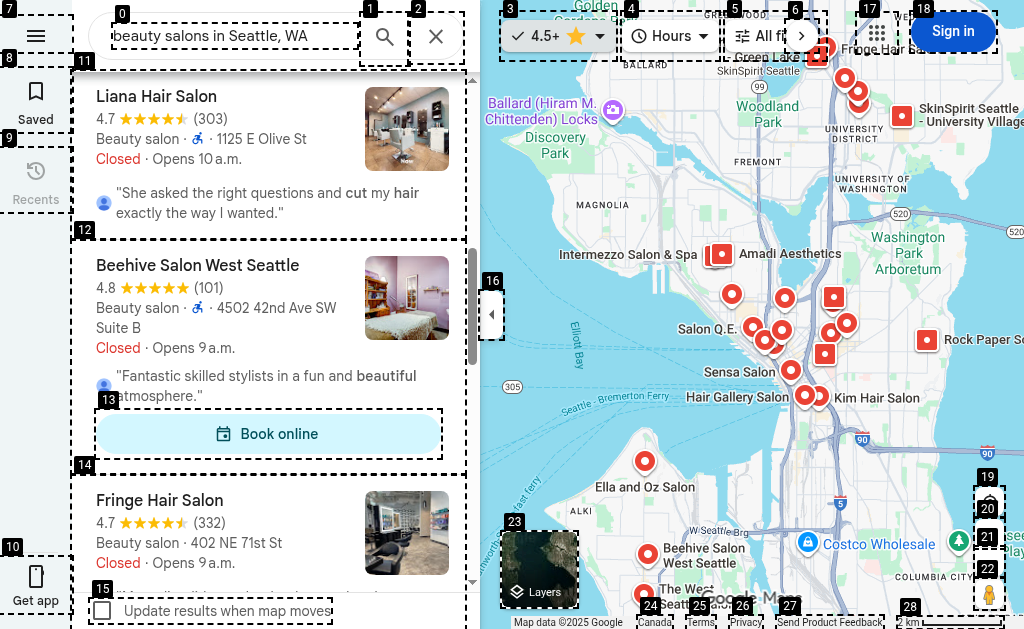 beauty salons in Seattle, WA
Saved
Recents
Get app
Liana Hair Salon
4.7 (303)
Beauty salon · 1125 E Olive St
Closed · Opens 10 a.m.
"She asked the right questions and cut my hair
exactly the way I wanted."
Beehive Salon West Seattle
4.8 (101)
Beauty salon · 4502 42nd Ave SW
Suite B
Closed · Opens 9 a.m.
"Fantastic skilled stylists in a fun and beautiful
atmosphere."
Book online
Fringe Hair Salon
4.7 (332)
Beauty salon · 402 NE 71st St
Closed · Opens 9 a.m.
Update results when map moves
4.5+
Hours
All fi
Sign in
Golden
BALLARD
Green Lake
SkinSpirit Seattle
Fringe Hair Sa
99
Ballard (Hiram M.
Chittenden) Locks
Discovery
Park
Woodland
Park
SkinSpirit Seattle
- University Village
UNIVERSITY
DISTRICT
FREMONT
UNIVERSITY OF
WASHINGTON
MAGNOLIA
520
520
Washington
Park
Arboretum
Intermezzo Salon & Spa
Amadi Aesthetics
Salon Q.E.
Elliott Bay
Rock Paper Sc
Sensa Salon
305
Seattle - Bremerton Ferry
Hair Gallery Salon
Kim Hair Salon
90
90
Ella and Oz Salon
fast ferry
ALKI
5
W Seattle Brg
Beehive Salon
West Seattle
Costco Wholesale
COLUMBIA CITY
The West
Google Maps
Layers
Map data ©2025 Google
Canada
Terms
Privacy
Send Product Feedback
2 km
0
1
2
3
4
5
6
7
8
9
10
11
12
13
14
15
16
17
18
19
20
21
22
23
24
25
26
27
28